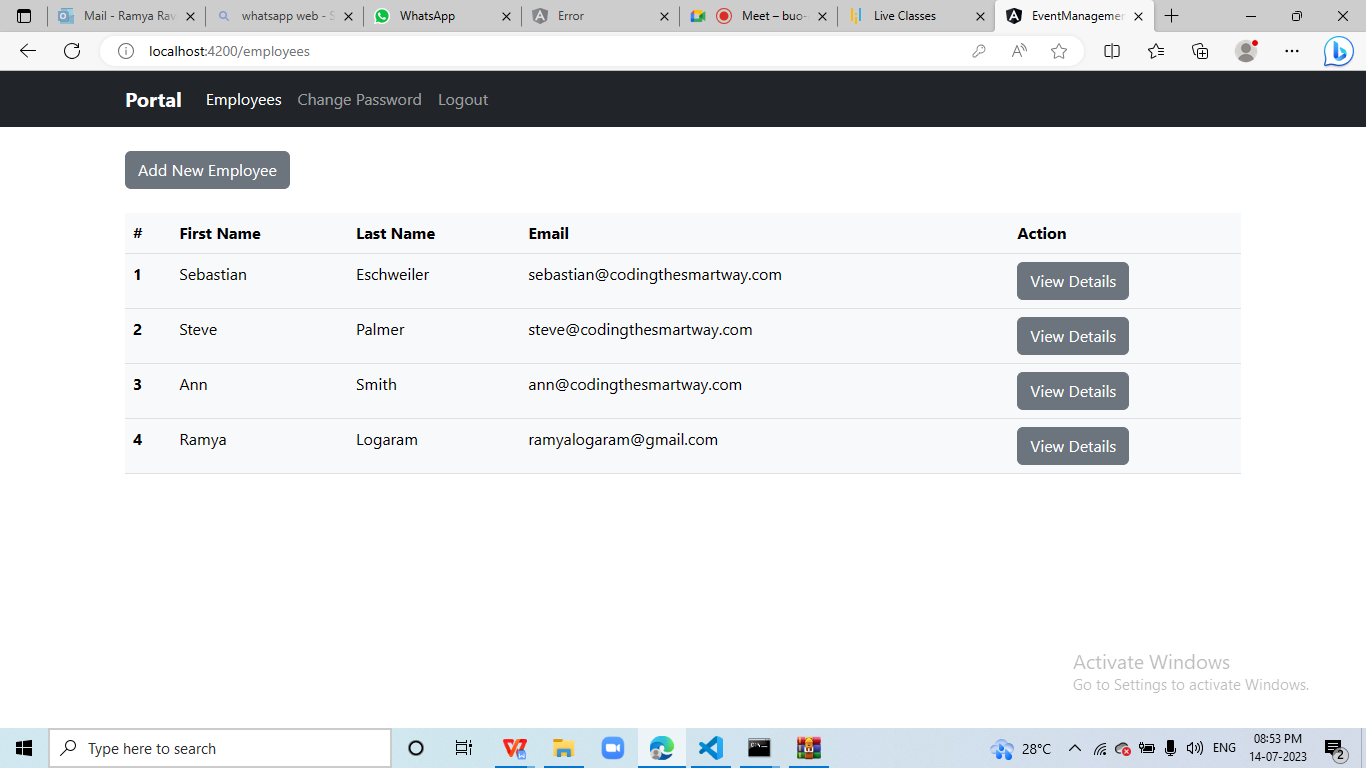 Mail - Ramya Rav
whatsapp web - S
WhatsApp
Error
Meet – buo-
Live Classes
EventManagemer
localhost:4200/employees
Portal Employees Change Password Logout
Add New Employee
# First Name Last Name Email Action
1 Sebastian Eschweiler sebastian@codingthesmartway.com View Details
2 Steve Palmer steve@codingthesmartway.com View Details
3 Ann Smith ann@codingthesmartway.com View Details
4 Ramya Logaram ramyalogaram@gmail.com View Details
Activate Windows
Go to Settings to activate Windows.
Type here to search
28°C
ENG
08:53 PM
14-07-2023
2